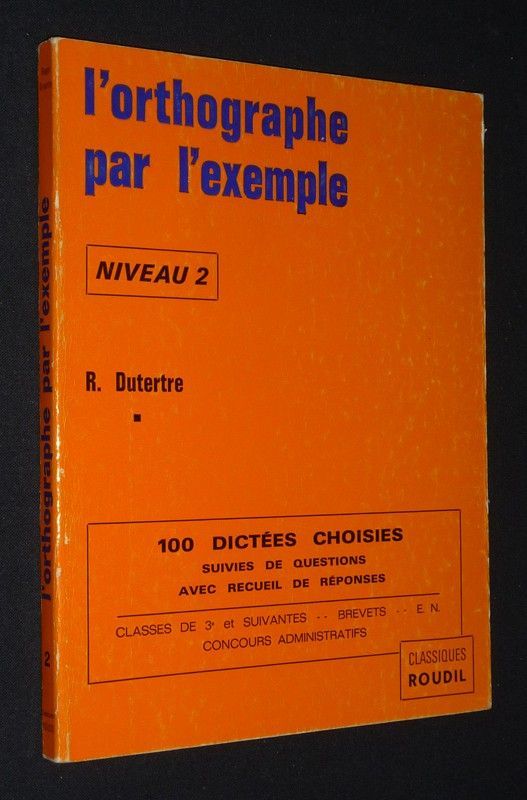 l'orthographe
par l'exemple
NIVEAU 2
R. Dutertre
100 DICTÉES CHOISIES
SUIVIES DE QUESTIONS
AVEC RECUEIL DE RÉPONSES
CLASSES DE 3e et SUIVANTES -- BREVETS -- E. N.
CONCOURS ADMINISTRATIFS
CLASSIQUES
ROUDIL
l'orthographe par l'exemple
2